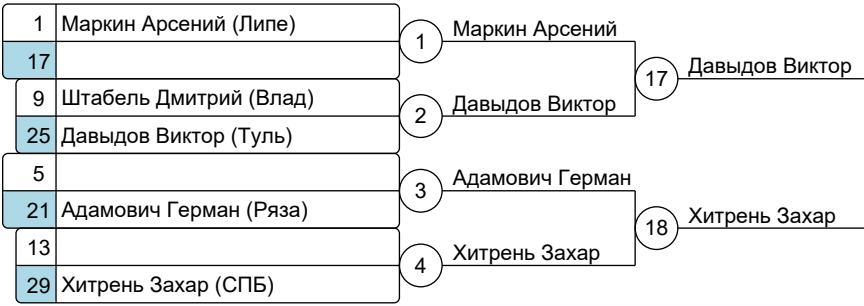 1 Маркин Арсений (Липе)
17
9 Штабель Дмитрий (Влад)
25 Давыдов Виктор (Туль)
5
21 Адамович Герман (Ряза)
13
29 Хитрень Захар (СПБ)
1 Маркин Арсений
2 Давыдов Виктор
3 Адамович Герман
4 Хитрень Захар
17 Давыдов Виктор
18 Хитрень Захар